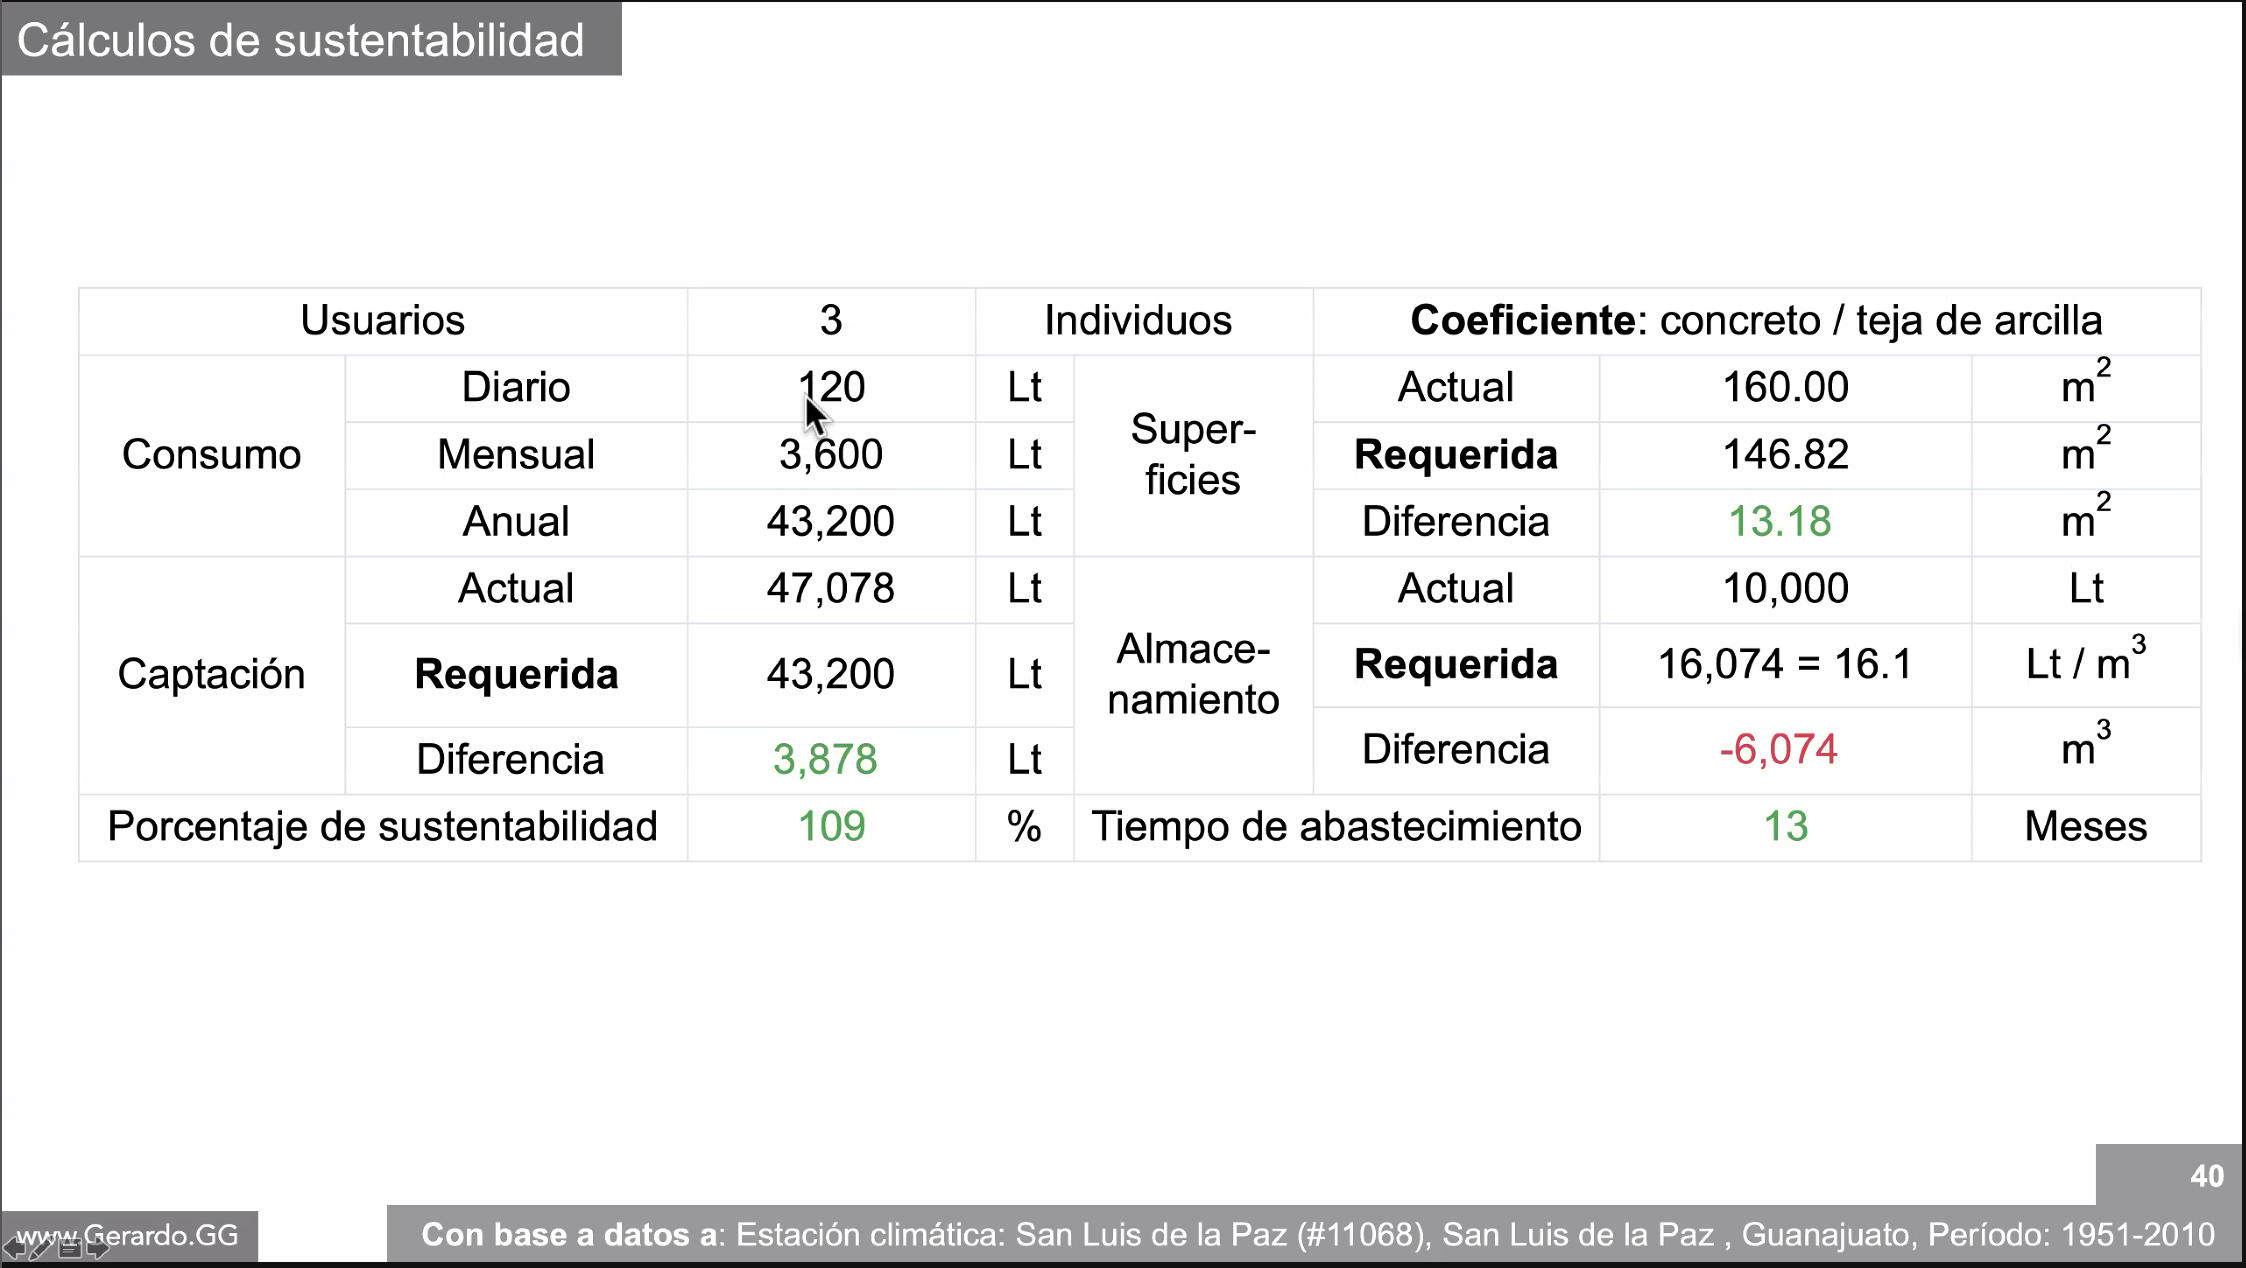 Cálculos de sustentabilidad
Usuarios 3 Individuos Coeficiente: concreto / teja de arcilla
Consumo Diario 120 Lt Super-ficies Actual 160.00 m²
Mensual 3,600 Lt Requerida 146.82 m²
Anual 43,200 Lt Diferencia 13.18 m²
Captación Actual 47,078 Lt Almace-namiento Actual 10,000 Lt
Requerida 43,200 Lt Requerida 16,074 = 16.1 Lt / m³
Diferencia 3,878 Lt Diferencia -6,074 m³
Porcentaje de sustentabilidad 109 % Tiempo de abastecimiento 13 Meses
40
www.Gerardo.GG
Con base a datos a: Estación climática: San Luis de la Paz (#11068), San Luis de la Paz , Guanajuato, Período: 1951-2010